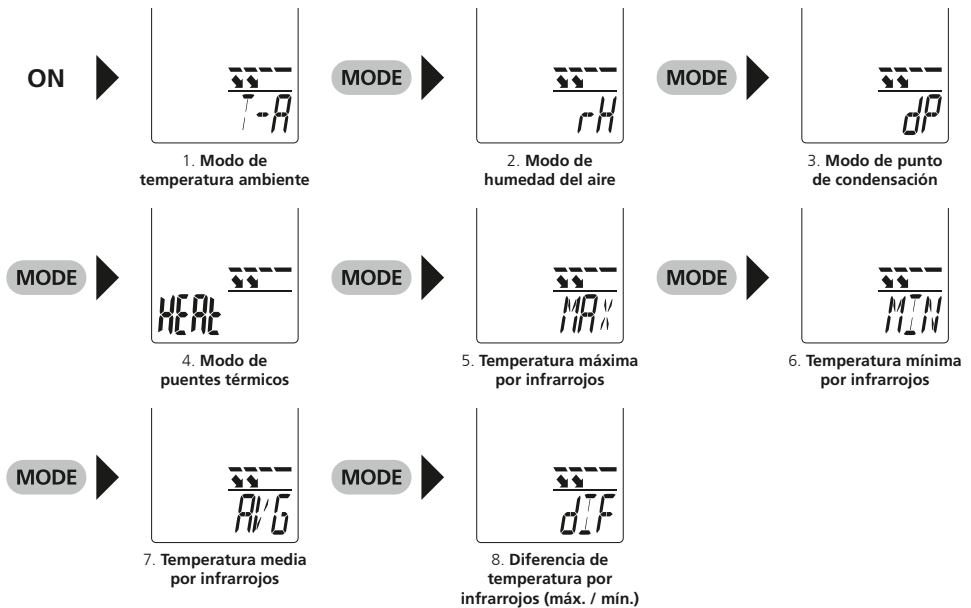 ON
T-A
1. Modo de
temperatura ambiente
MODE
rH
2. Modo de
humedad del aire
MODE
dP
3. Modo de punto
de condensación
MODE
HEAt
4. Modo de
puentes térmicos
MODE
MAX
5. Temperatura máxima
por infrarrojos
MODE
MIN
6. Temperatura mínima
por infrarrojos
MODE
AVG
7. Temperatura media
por infrarrojos
MODE
dIF
8. Diferencia de
temperatura por
infrarrojos (máx. / mín.)